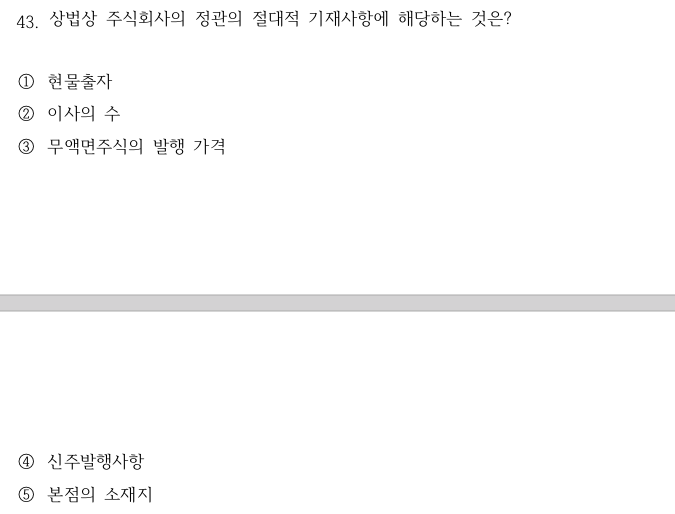 43. 상법상 주식회사의 정관의 절대적 기재사항에 해당하는 것은?
① 현물출자
② 이사의 수
③ 무액면주식의 발행 가격
④ 신주발행사항
⑤ 본점의 소재지